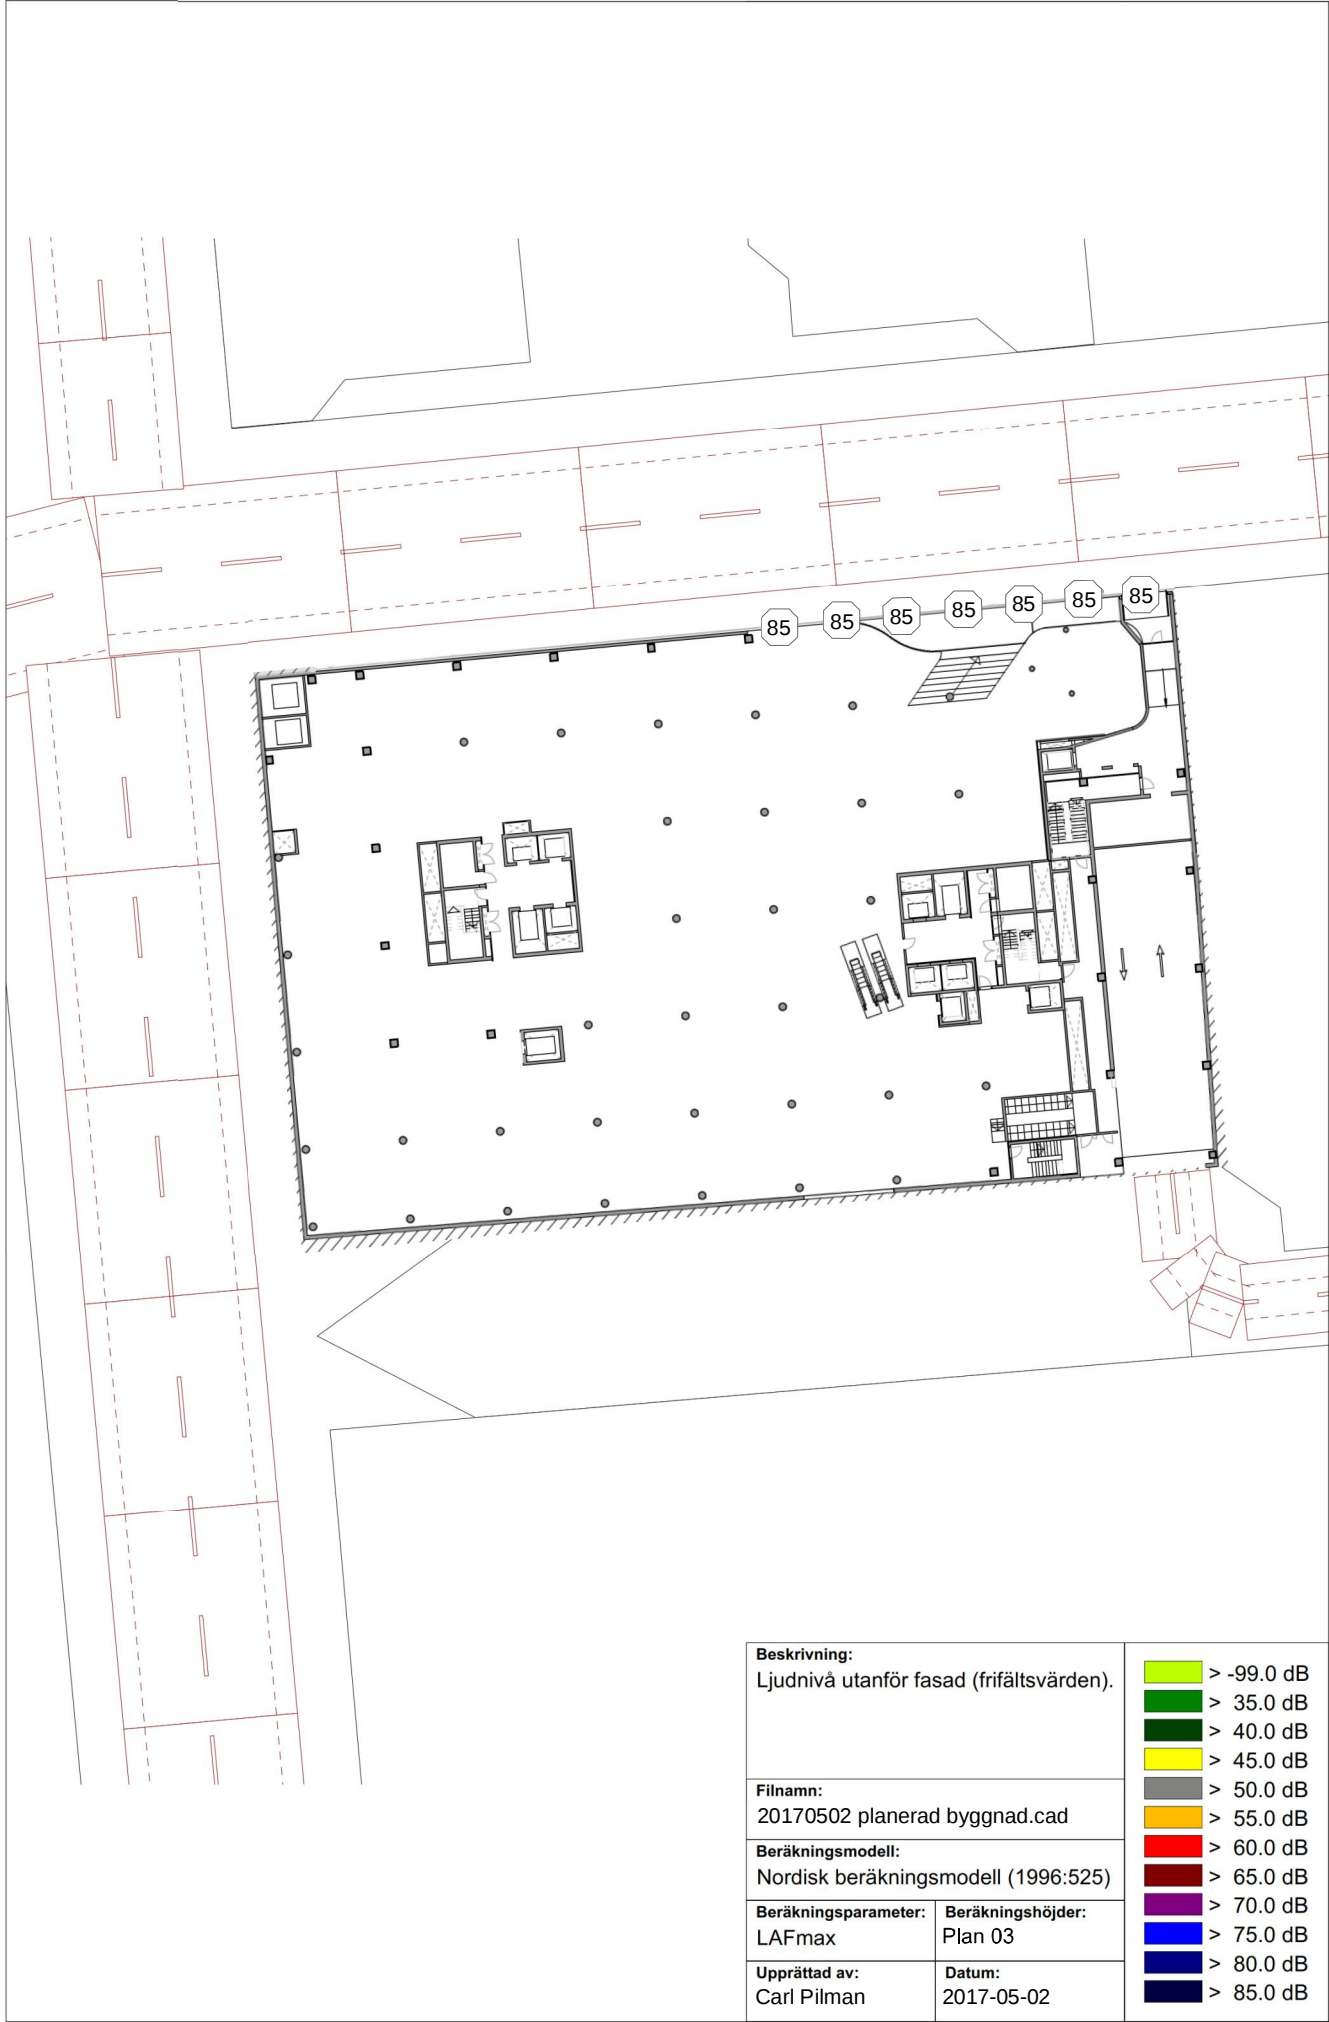 85 85 85 85 85 85 85
Beskrivning:
Ljudnivå utanför fasad (frifältsvärden).
Filnamn:
20170502 planerad byggnad.cad
Beräkningsmodell:
Nordisk beräkningsmodell (1996:525)
Beräkningsparameter:
LAFmax
Beräkningshöjder:
Plan 03
Upprättad av:
Carl Pilman
Datum:
2017-05-02
> -99.0 dB
> 35.0 dB
> 40.0 dB
> 45.0 dB
> 50.0 dB
> 55.0 dB
> 60.0 dB
> 65.0 dB
> 70.0 dB
> 75.0 dB
> 80.0 dB
> 85.0 dB